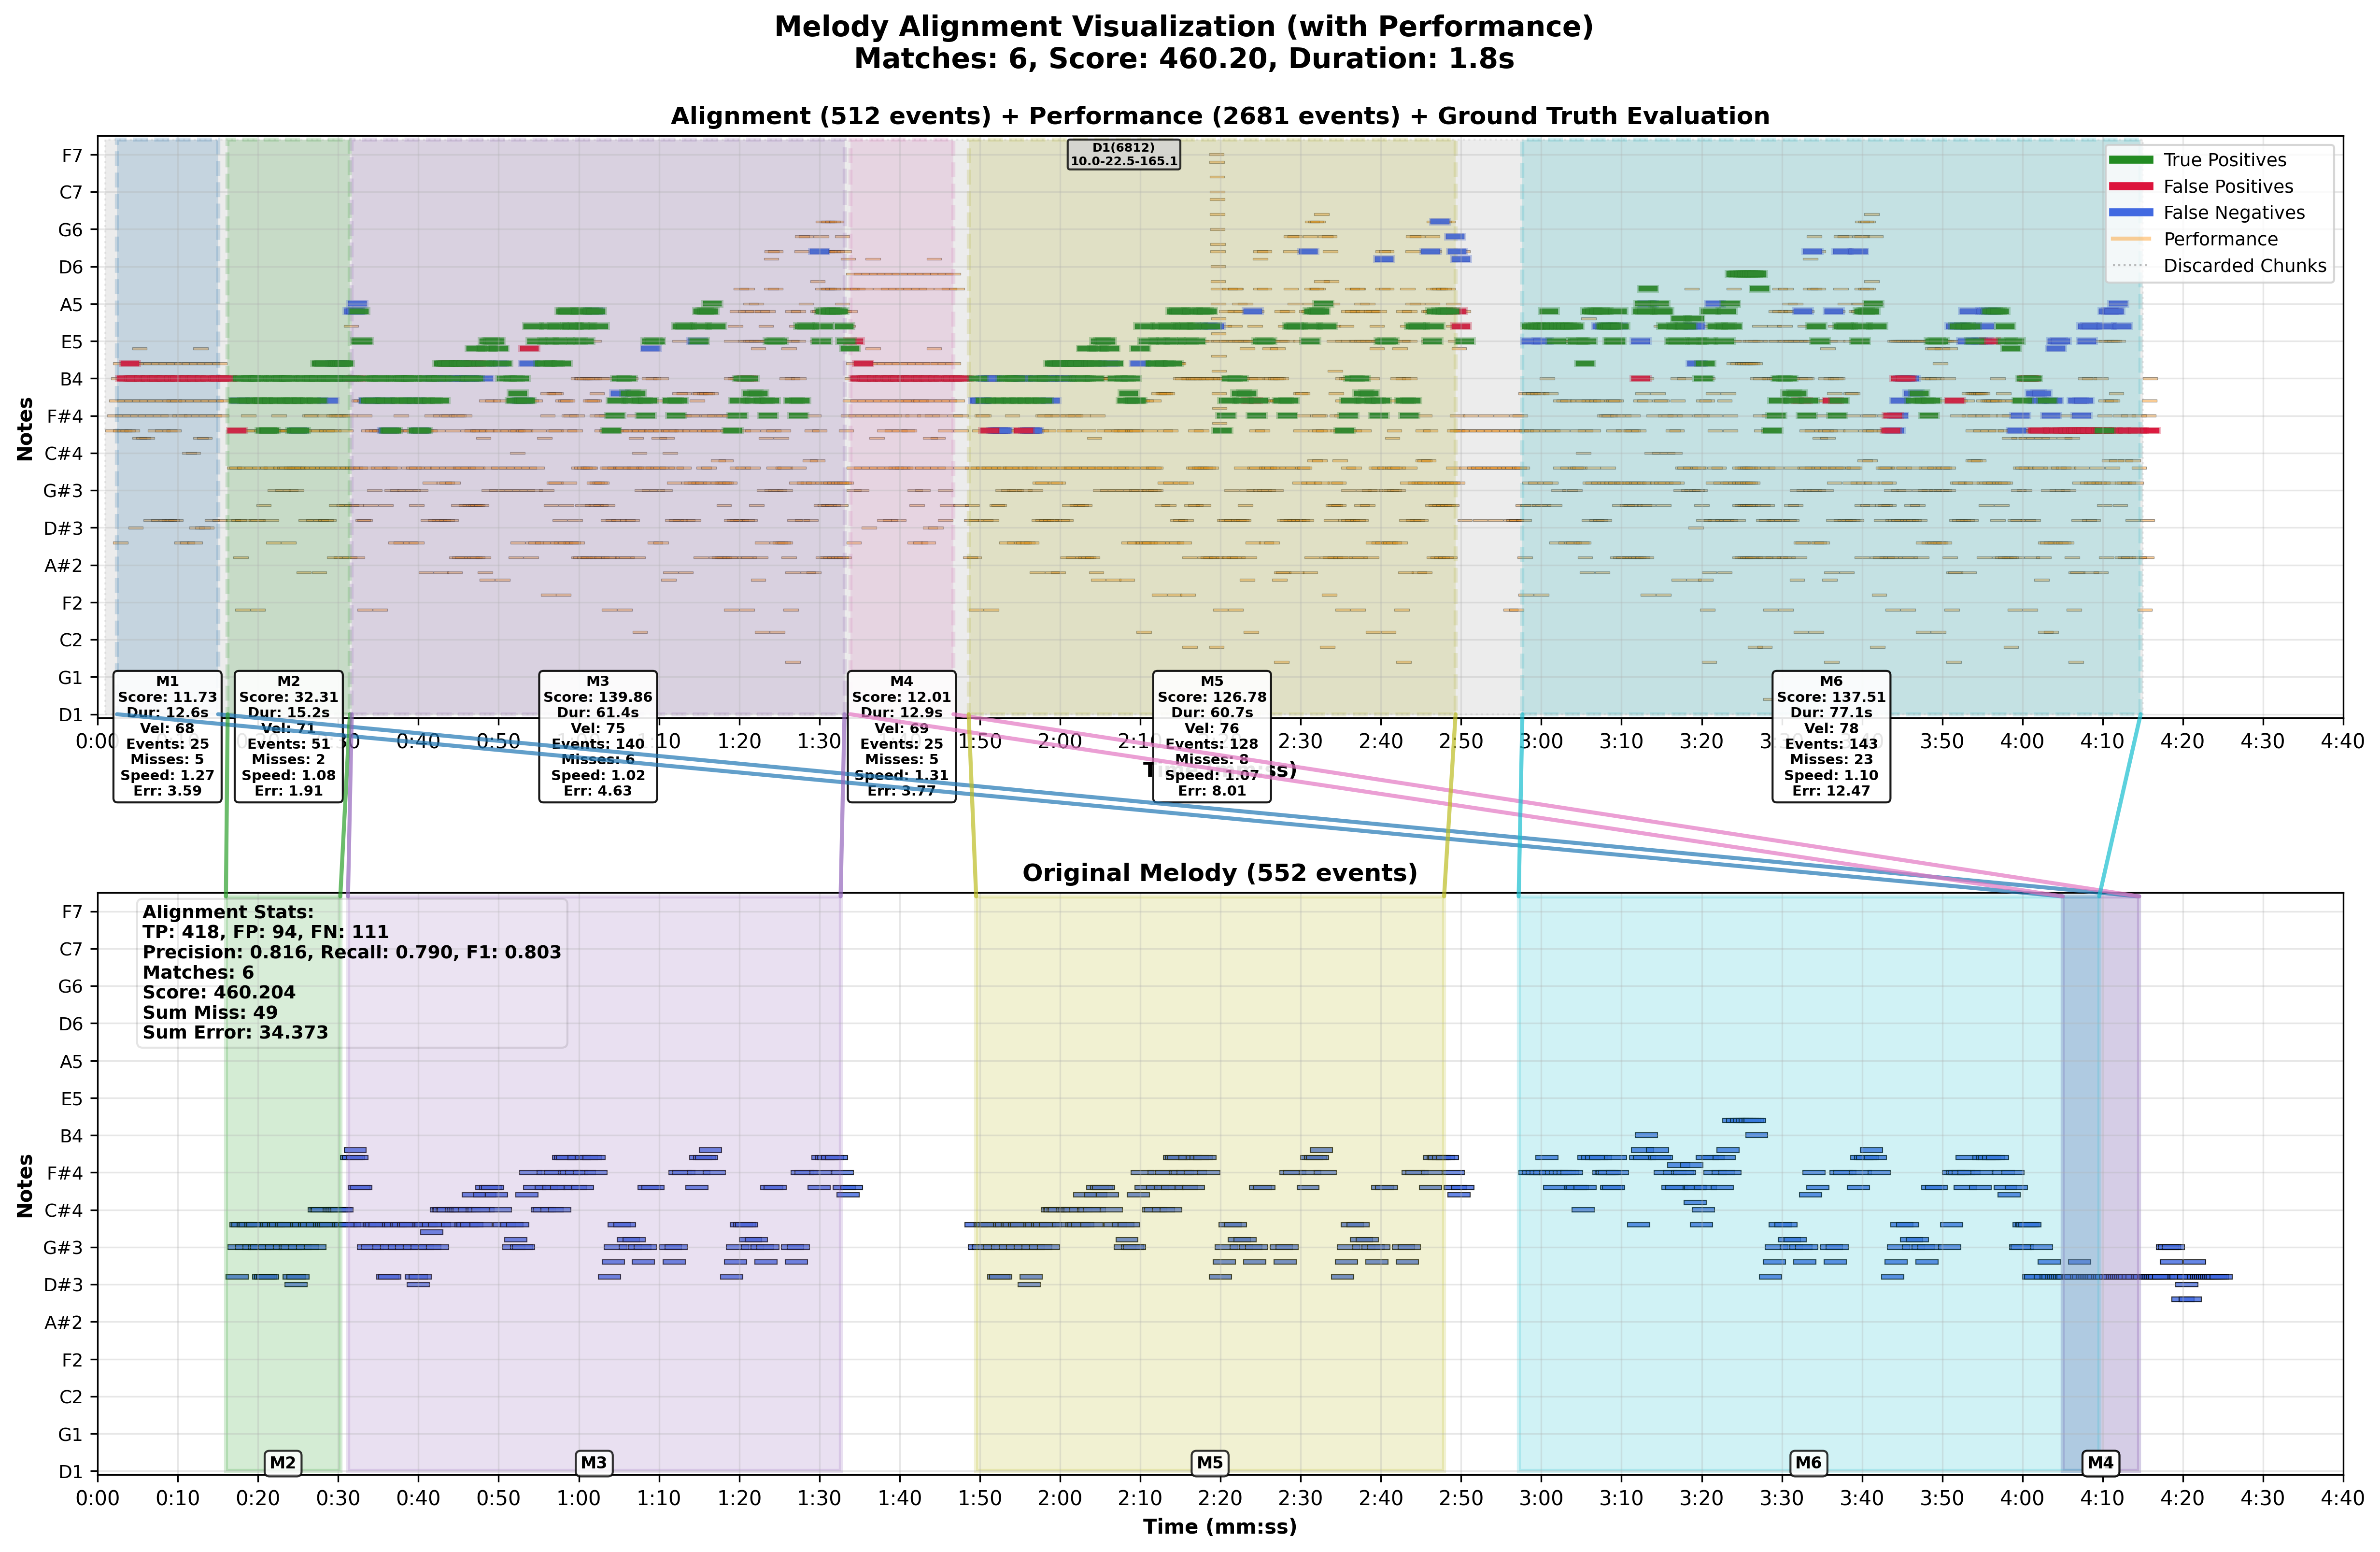 Melody Alignment Visualization (with Performance)
Matches: 6, Score: 460.20, Duration: 1.8s
Alignment (512 events) + Performance (2681 events) + Ground Truth Evaluation
Notes
F7
C7
G6
D6
A5
E5
B4
F#4
C#4
G#3
D#3
A#2
F2
C2
G1
D1
D1(6812)
10.0-22.5-165.1
True Positives
False Positives
False Negatives
Performance
Discarded Chunks
M1
Score: 11.73
Dur: 12.6s
Vel: 68
Events: 25
Misses: 5
Speed: 1.27
Err: 3.59
M2
Score: 32.31
Dur: 15.2s
Vel: 71
Events: 51
Misses: 2
Speed: 1.08
Err: 1.91
M3
Score: 139.86
Dur: 61.4s
Vel: 75
Events: 140
Misses: 6
Speed: 1.02
Err: 4.63
M4
Score: 12.01
Dur: 12.9s
Vel: 69
Events: 25
Misses: 5
Speed: 1.31
Err: 3.77
M5
Score: 126.78
Dur: 60.7s
Vel: 76
Events: 128
Misses: 8
Speed: 1.07
Err: 8.01
M6
Score: 137.51
Dur: 77.1s
Vel: 78
Events: 143
Misses: 23
Speed: 1.10
Err: 12.47
0:00 0:40 0:50 1:10 1:20 1:30 1:50 2:00 2:10 2:30 2:40 2:50 3:00 3:10 3:20 3:50 4:00 4:10 4:20 4:30 4:40
Original Melody (552 events)
Notes
F7
C7
G6
D6
A5
E5
B4
F#4
C#4
G#3
D#3
A#2
F2
C2
G1
D1
Alignment Stats:
TP: 418, FP: 94, FN: 111
Precision: 0.816, Recall: 0.790, F1: 0.803
Matches: 6
Score: 460.204
Sum Miss: 49
Sum Error: 34.373
M2 M3 M5 M6 M4
0:00 0:10 0:20 0:30 0:40 0:50 1:00 1:10 1:20 1:30 1:40 1:50 2:00 2:10 2:20 2:30 2:40 2:50 3:00 3:10 3:20 3:30 3:40 3:50 4:00 4:10 4:20 4:30 4:40
Time (mm:ss)